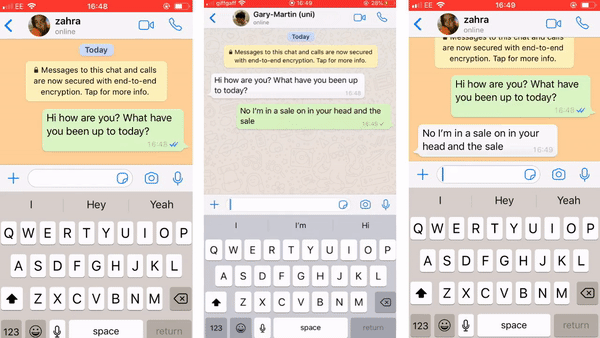 EE 16:48
zahra
online
Today
Messages to this chat and calls
are now secured with end-to-end
encryption. Tap for more info.
Hi how are you? What have
you been up to today?
16:48
I Hey Yeah
Q W E R T Y U I O P
A S D F G H J K L
Z X C V B N M
123 space return
giffgaff 16:49 28%
Gary-Martin (uni)
online
Today
Messages to this chat and calls are now secured with
end-to-end encryption. Tap for more info.
Hi how are you? What have you been up
to today?
16:48
No I'm in a sale on in your head and the
sale
16:49
I I'm Hi
Q W E R T Y U I O P
A S D F G H J K L
Z X C V B N M
123 space return
EE 16:49
zahra
online
Messages to this chat and calls
are now secured with end-to-end
encryption. Tap for more info.
Hi how are you? What have
you been up to today?
16:48
No I'm in a sale on in your
head and the sale
16:49
I Hey Yeah
Q W E R T Y U I O P
A S D F G H J K L
Z X C V B N M
123 space return